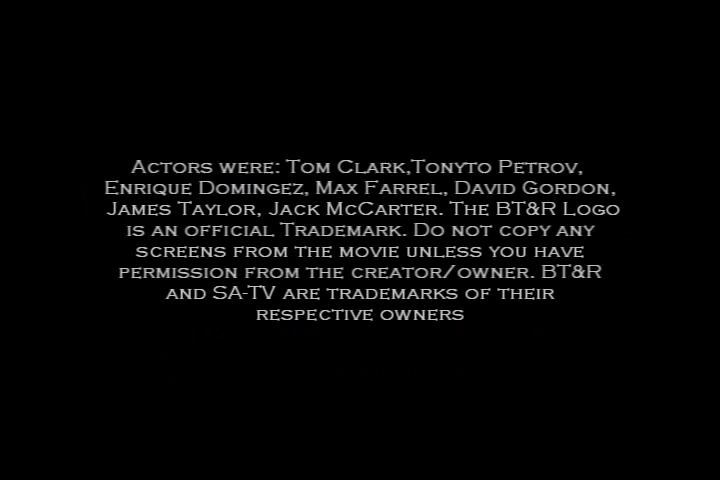 Actors were: Tom Clark,Tonyto Petrov,
Enrique Domingez, Max Farrel, David Gordon,
James Taylor, Jack McCarter. The BT&R Logo
is an official Trademark. Do not copy any
screens from the movie unless you have
permission from the creator/owner. BT&R
and SA-TV are trademarks of their
respective owners